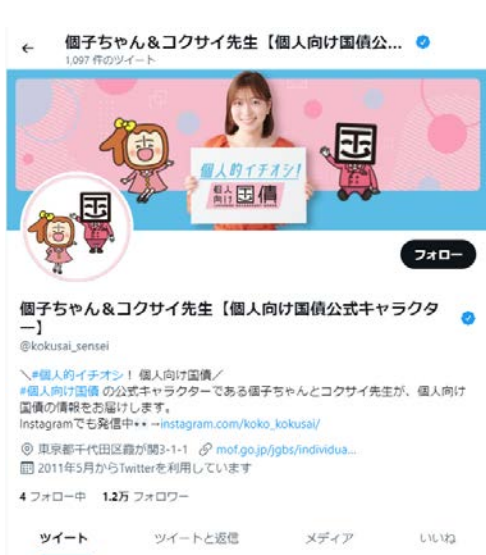 ← 個子ちゃん&コクサイ先生【個人向け国債公...
1,097 件のツイート
個人的イチオシ!
個人向け国債
フォロー
個子ちゃん&コクサイ先生【個人向け国債公式キャラクター】
@kokusai_sensei
＼#個人的イチオシ！個人向け国債／
#個人向け国債 の公式キャラクターである個子ちゃんとコクサイ先生が、個人向け
国債の情報をお届けします。
Instagramでも発信中**→instagram.com/koko_kokusai/
東京都千代田区霞が関3-1-1 mof.go.jp/jgbs/individua...
2011年5月からTwitterを利用しています
4 フォロー中 1.2万 フォロワー
ツイート ツイートと返信 メディア いいね